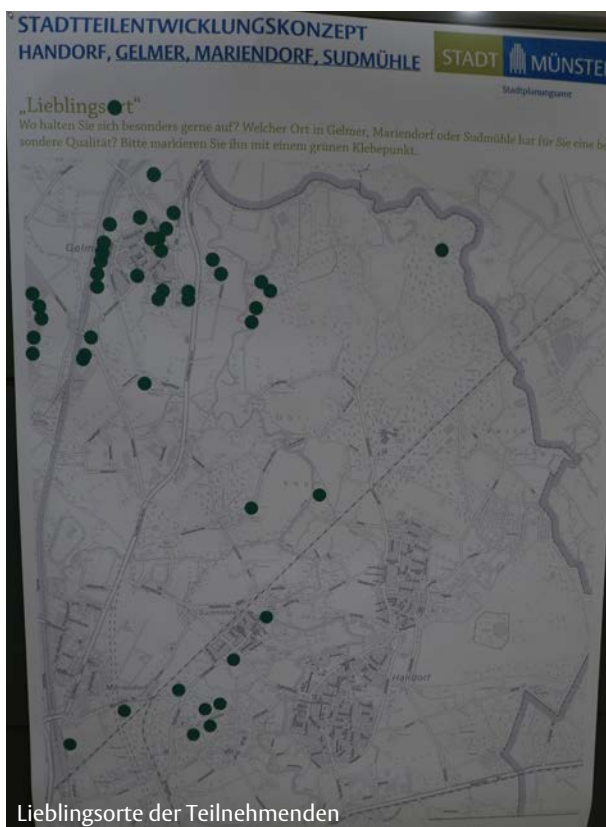 STADTTEILENTWICKLUNGSKONZEPT
HANDORF, GELMER, MARIENDORF, SUDMÜHLE
STADT MÜNSTER
Stadtplanungsamt
„Lieblingsort“
Wo halten Sie sich besonders gerne auf? Welcher Ort in Gelmer, Mariendorf oder Sudmühle hat für Sie eine be
sondere Qualität? Bitte markieren Sie ihn mit einem grünen Klebepunkt.
Handorf
Lieblingsorte der Teilnehmenden